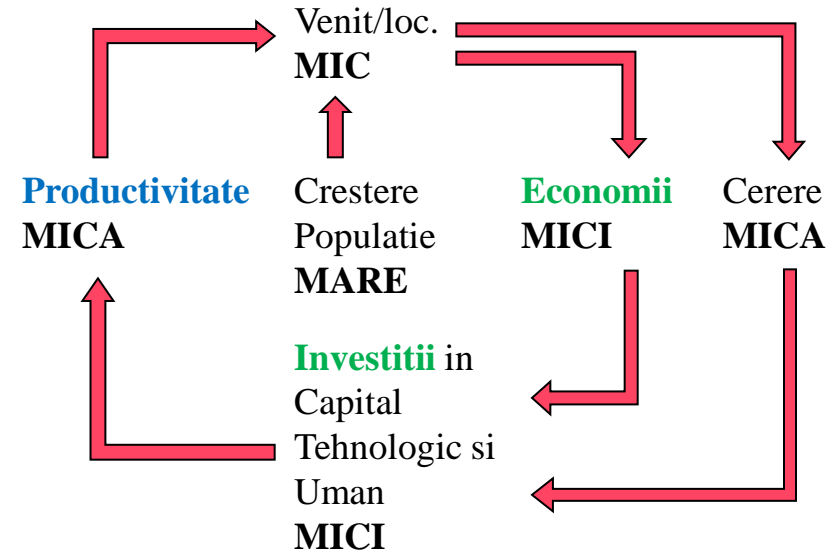 Venit/loc.
MIC
Productivitate
MICA
Crestere
Populatie
MARE
Economii
MICI
Cerere
MICA
Investitii in
Capital
Tehnologic si
Uman
MICI